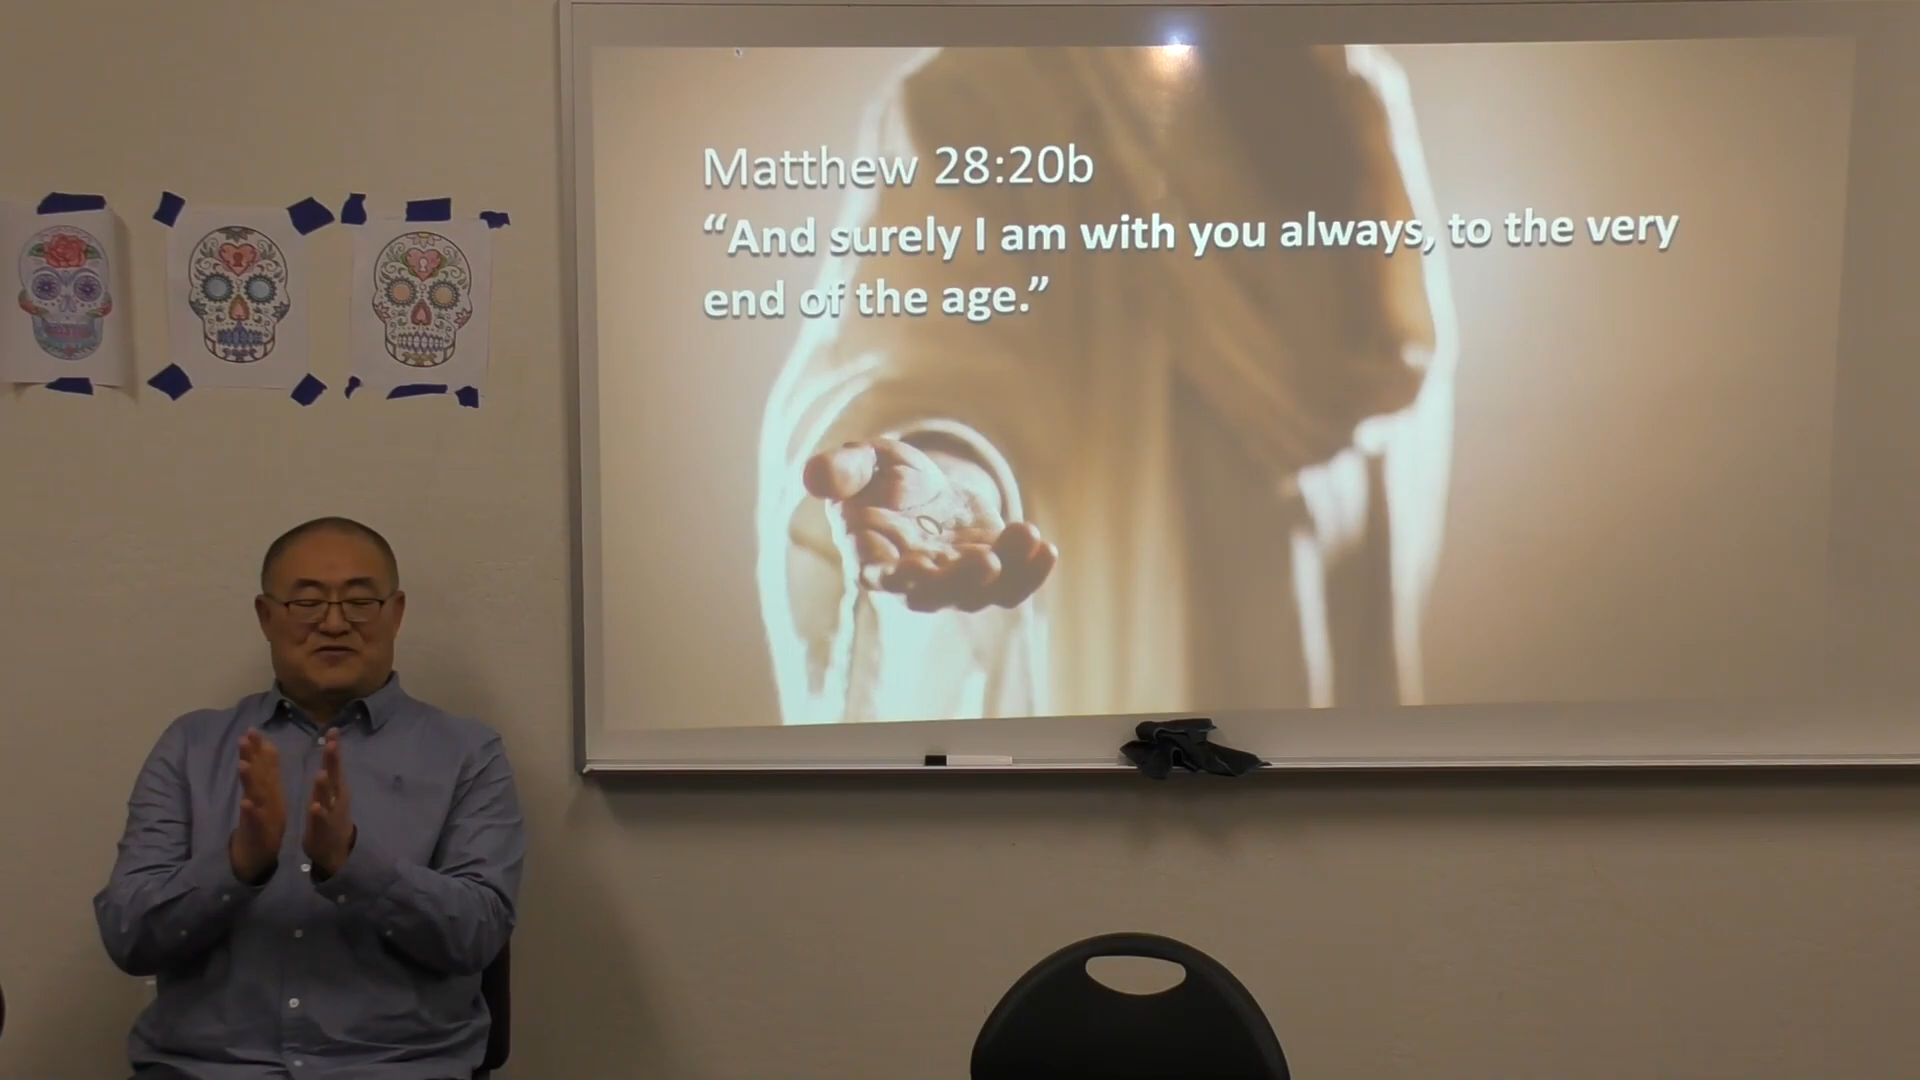 Matthew 28:20b
“And surely I am with you always, to the very
end of the age.”